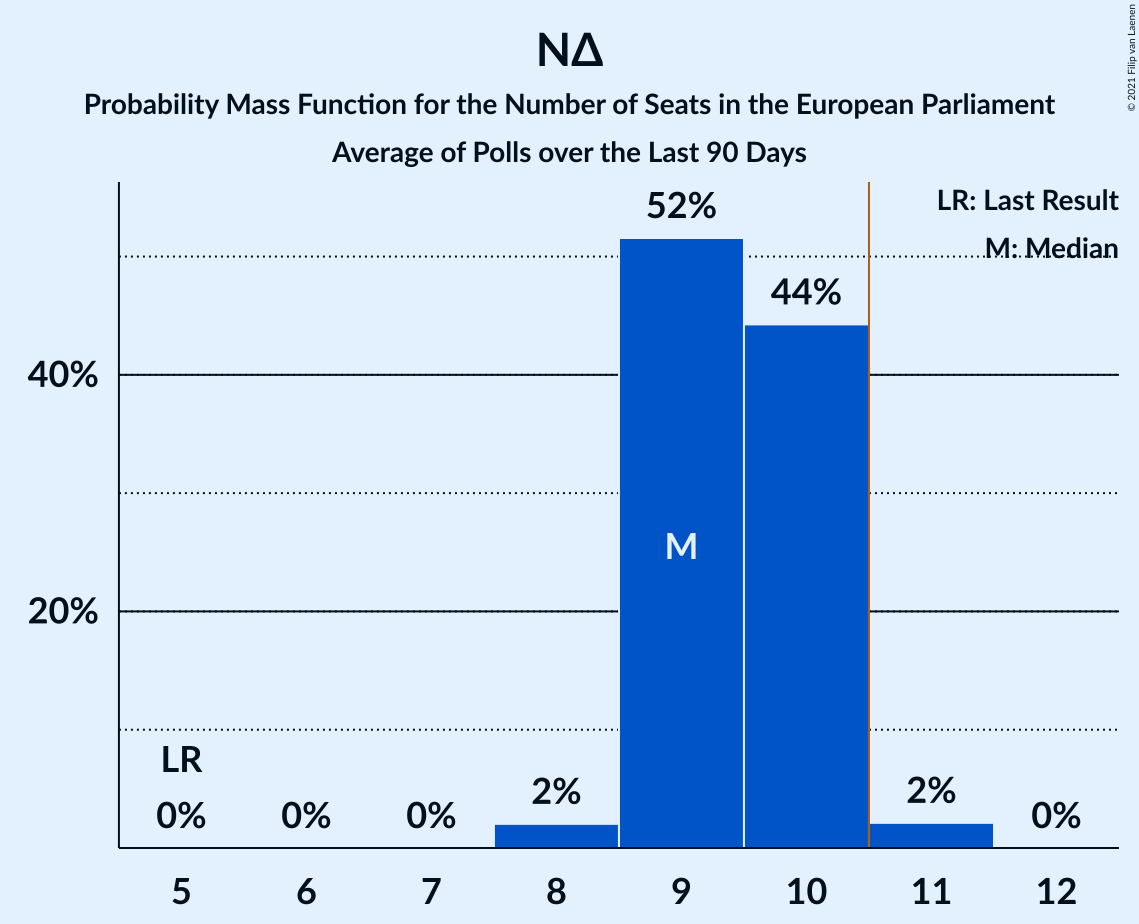 ΝΔ
Probability Mass Function for the Number of Seats in the European Parliament
Average of Polls over the Last 90 Days
© 2021 Filip van Laenen
LR: Last Result
M: Median
52%
44%
40%
M
20%
LR
0%
0%
0%
2%
2%
0%
5 6 7 8 9 10 11 12